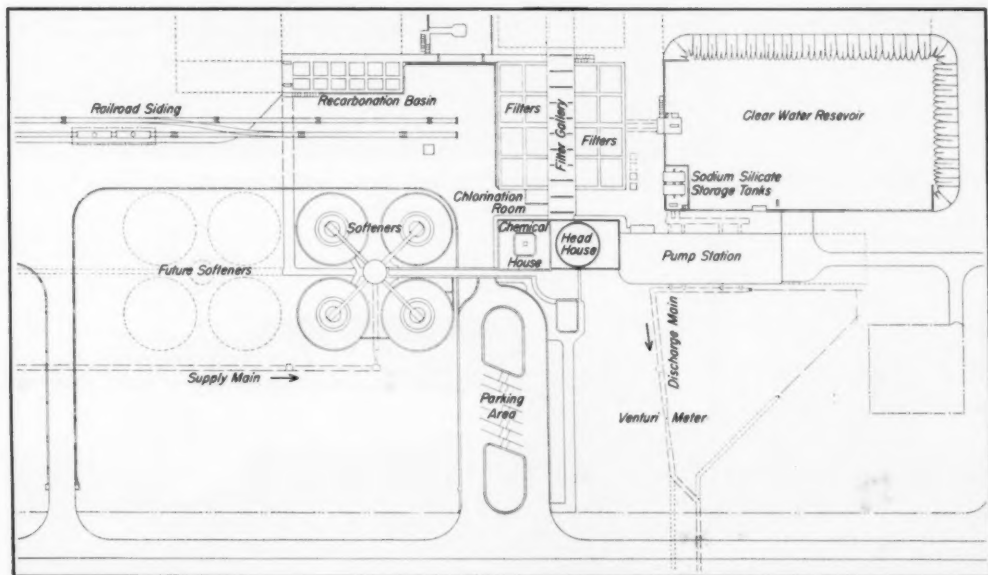 Railroad Siding
Recarbonation Basin
Filters
Filter Gallery
Filters
Clear Water Resevoir
Sodium Silicate
Storage Tanks
Chlorination
Room
Chemical
House
Head
House
Pump Station
Softeners
Future Softeners
Supply Main
Parking
Area
Discharge Main
Venturi Meter